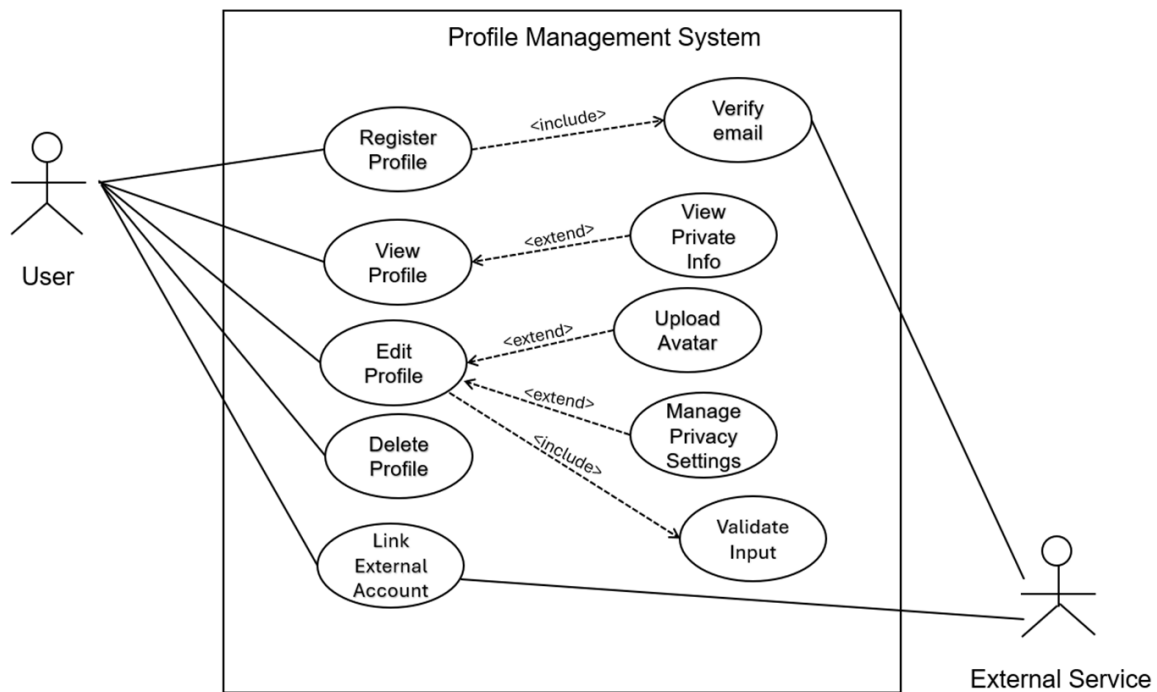 Profile Management System
Register
Profile
<include>
Verify
email
User
View
Profile
<extend>
View
Private
Info
Edit
Profile
<extend>
Upload
Avatar
<extend>
Manage
Privacy
Settings
<include>
Delete
Profile
Validate
Input
Link
External
Account
External Service